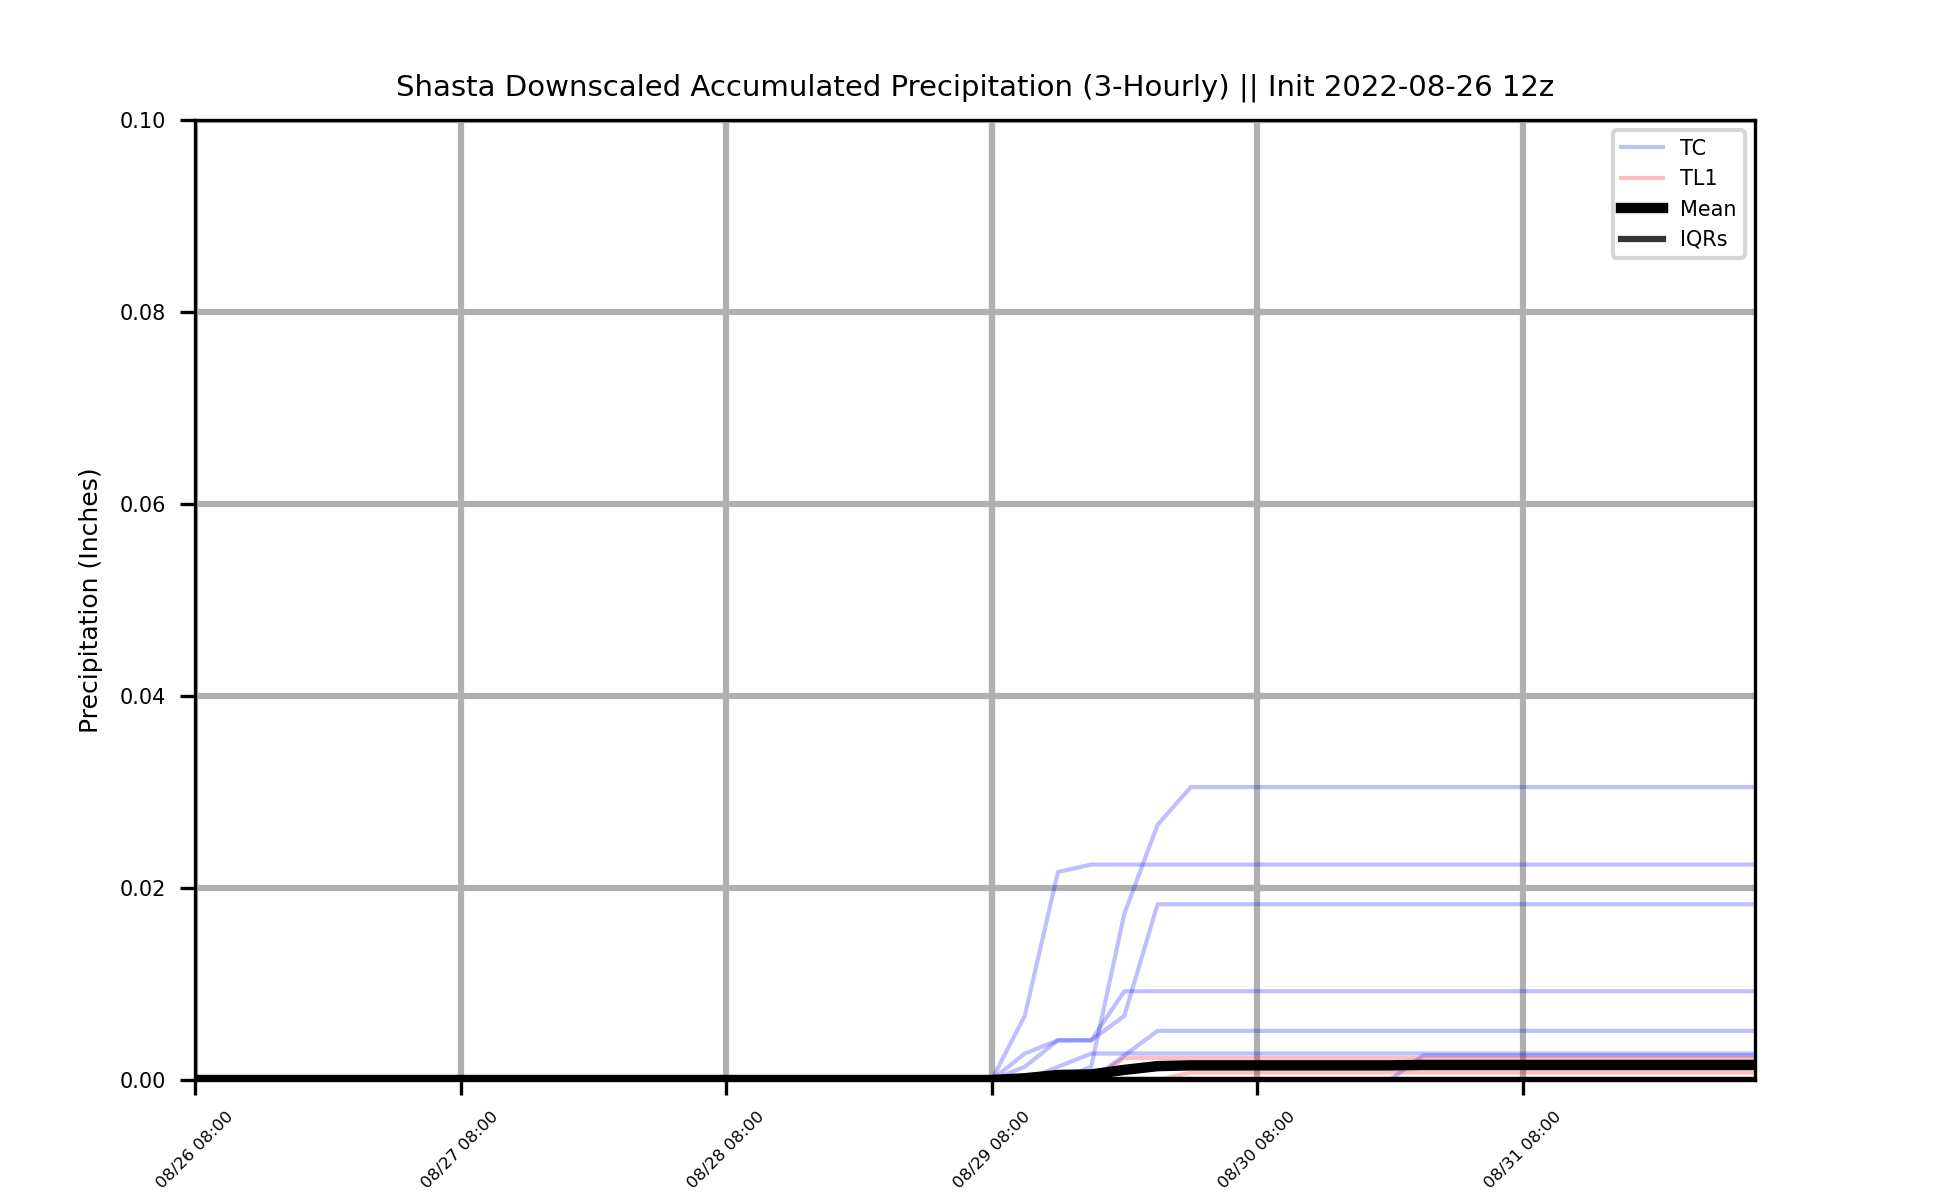 Shasta Downscaled Accumulated Precipitation (3-Hourly) || Init 2022-08-26 12z
TC
TL1
Mean
IQRs
Precipitation (Inches)
0.10
0.08
0.06
0.04
0.02
0.00
08/26 08:00
08/27 08:00
08/28 08:00
08/29 08:00
08/30 08:00
08/31 08:00